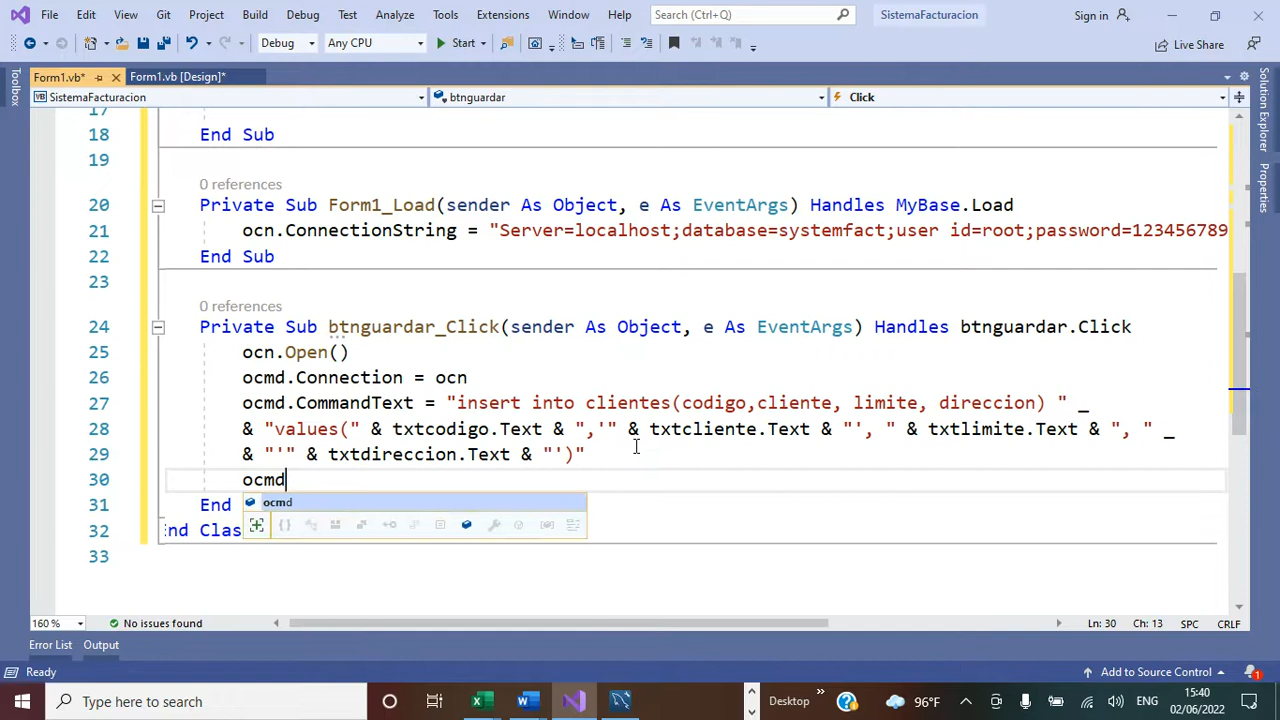 File Edit View Git Project Build Debug Test Analyze Tools Extensions Window Help Search (Ctrl+Q) SistemaFacturacion Sign in
Debug Any CPU Start Live Share
Form1.vb* Form1.vb [Design]*
VB SistemaFacturacion btnguardar Click
Toolbox
Solution Explorer
Properties
17
18 End Sub
19
0 references
20 Private Sub Form1_Load(sender As Object, e As EventArgs) Handles MyBase.Load
21 ocn.ConnectionString = "Server=localhost;database=systemfact;user id=root;password=123456789
22 End Sub
23
0 references
24 Private Sub btnguardar_Click(sender As Object, e As EventArgs) Handles btnguardar.Click
25 ocn.Open()
26 ocmd.Connection = ocn
27 ocmd.CommandText = "insert into clientes(codigo,cliente, limite, direccion) " _
28 & "values(" & txtcodigo.Text & ",'" & txtcliente.Text & "', " & txtlimite.Text & ", " _
29 & "'" & txtdireccion.Text & "')"
30 ocmd
31 End
ocmd
32 End Clas
33
160 % No issues found Ln: 30 Ch: 13 SPC CRLF
Error List Output
Ready Add to Source Control 1
Type here to search Desktop 96°F ENG 15:40
02/06/2022